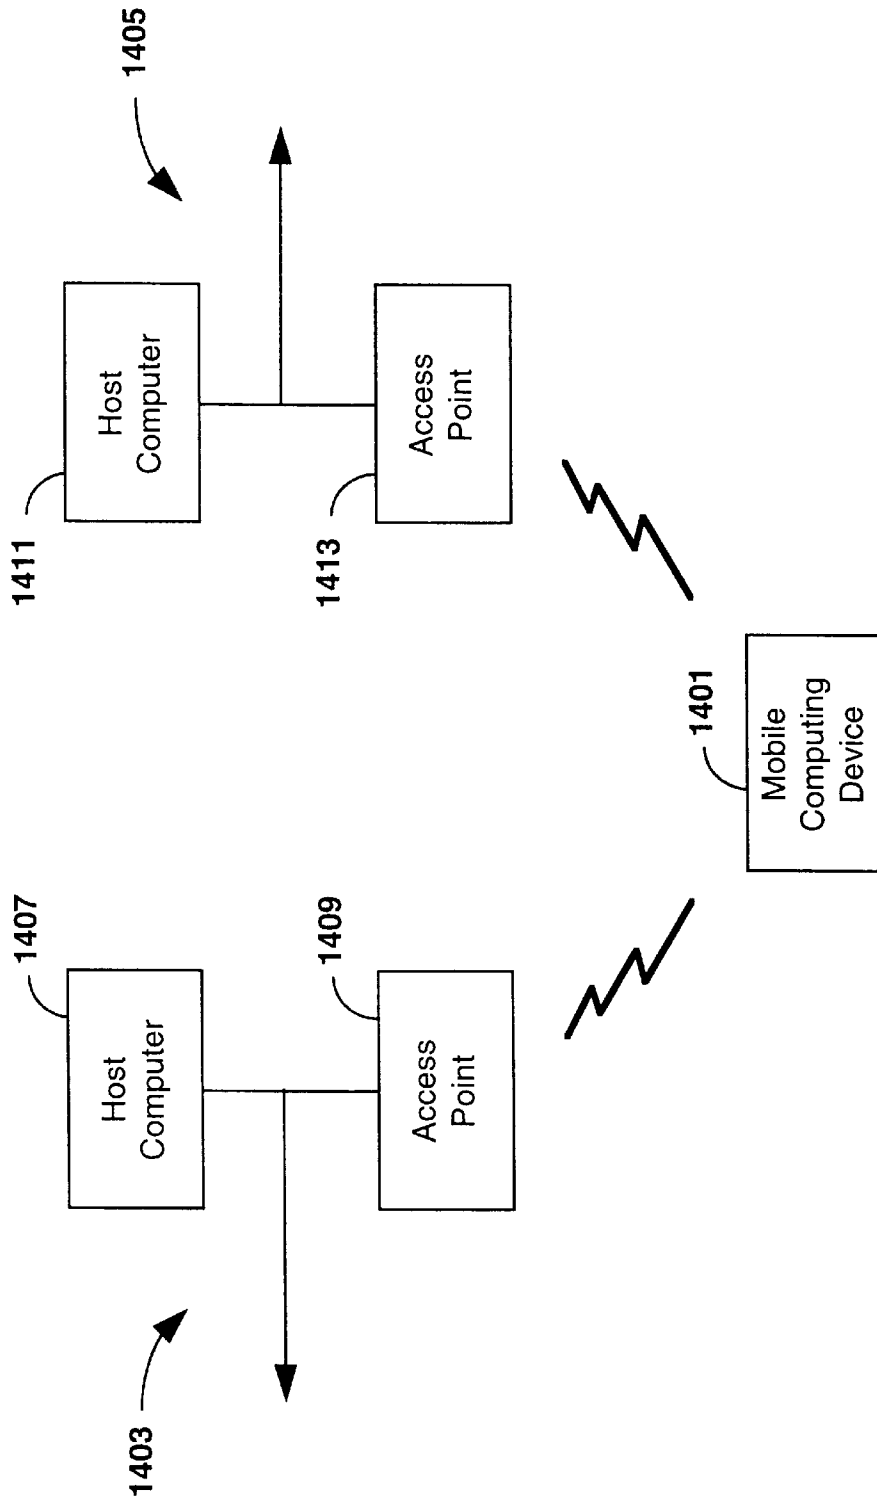 1403
1407
Host
Computer
1409
Access
Point
1401
Mobile
Computing
Device
1411
Host
Computer
1413
Access
Point
1405